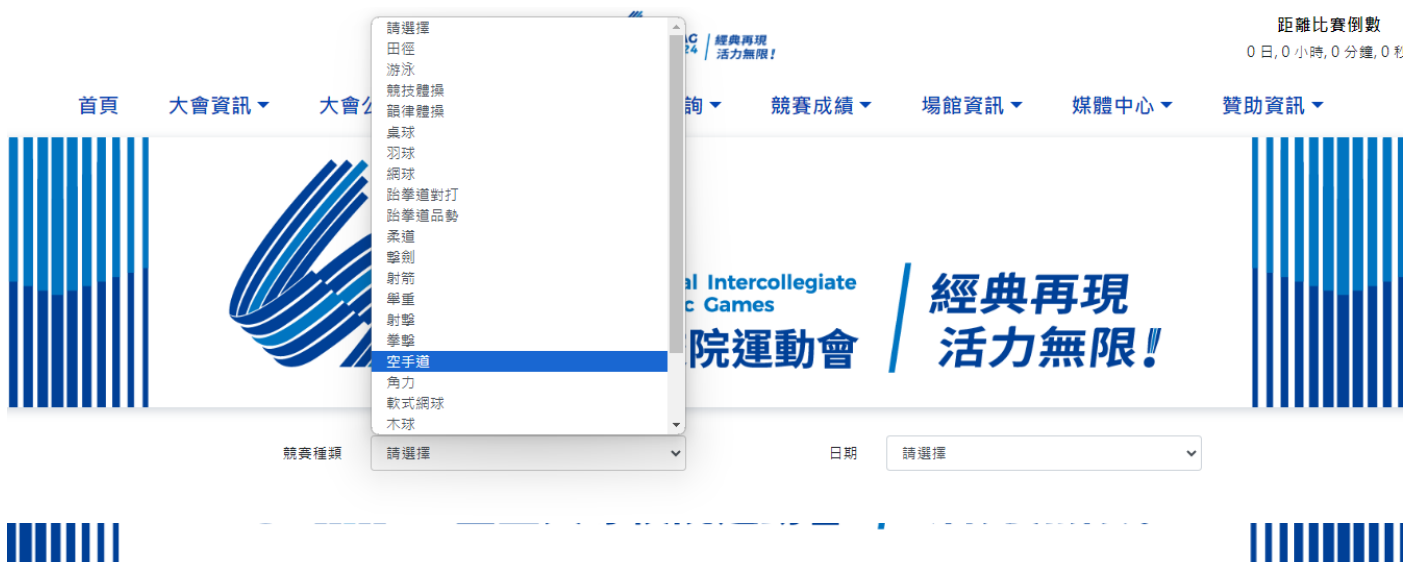 請選擇
田徑
游泳
競技體操
韻律體操
桌球
羽球
網球
跆拳道對打
跆拳道品勢
柔道
擊劍
射箭
舉重
射擊
拳擊
空手道
角力
軟式網球
木球
經典再現
活力無限!
距離比賽倒數
0 日, 0 小時, 0 分鐘, 0 秒
首頁
大會資訊
大會
詢
競賽成績
場館資訊
媒體中心
贊助資訊
al Intercollegiate
c Games
院運動會
經典再現
活力無限!
競賽種類
請選擇
日期
請選擇